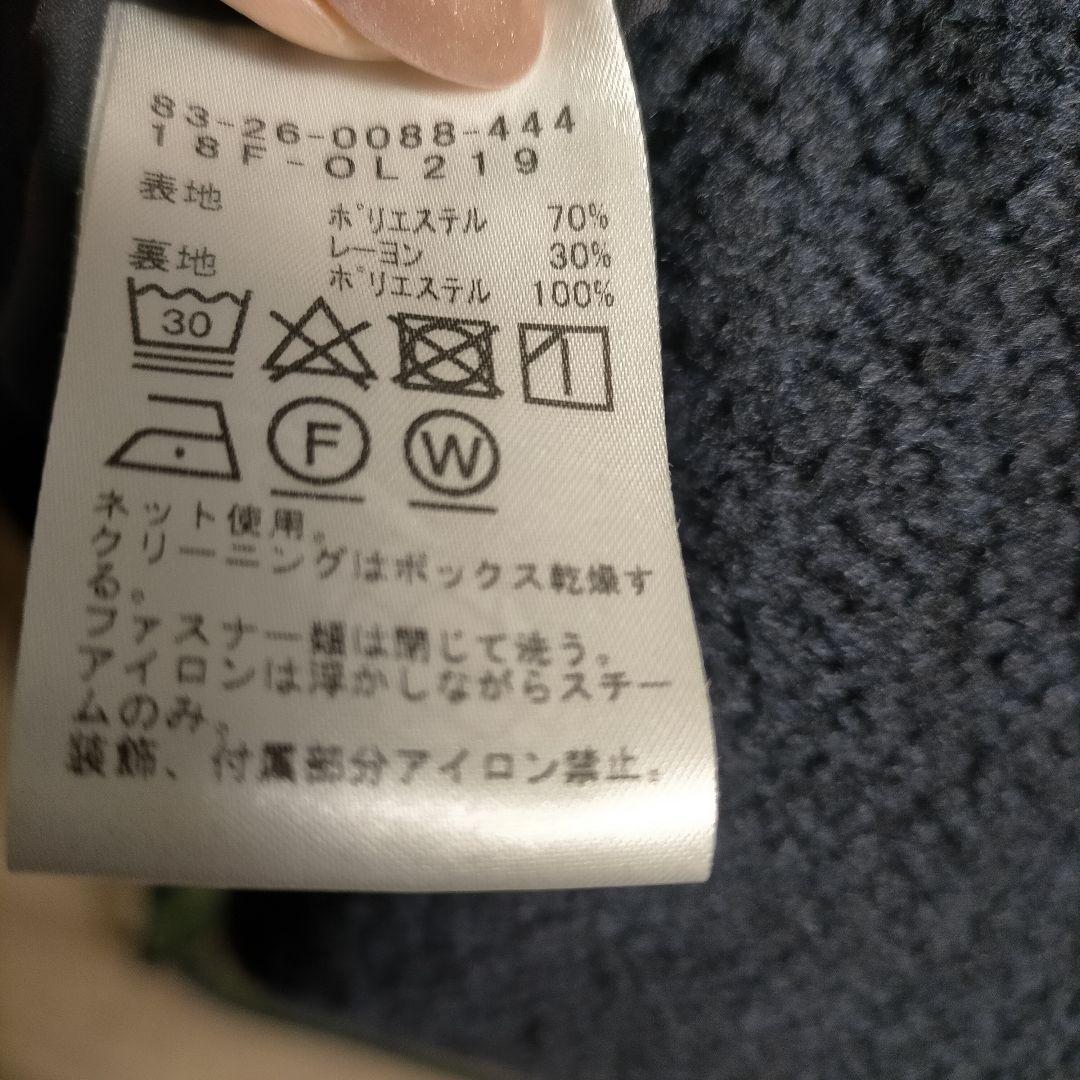 83-26-0088-444
18F-OL219
表地
ポリエステル 70%
レーヨン 30%
裏地
ポリエステル 100%
30
F
W
ネット使用。
クリーニングはボックス乾燥す
る。
ファスナー類は閉じて洗う。
アイロンは浮かしながらスチー
ムのみ。
装飾、付属部分アイロン禁止。